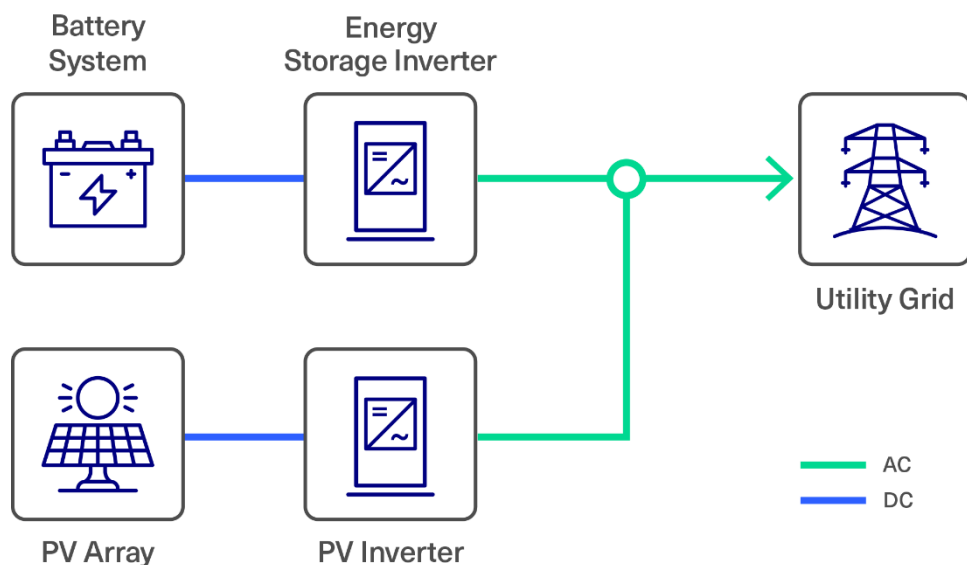 Battery
System
Energy
Storage Inverter
Utility Grid
PV Array
PV Inverter
AC
DC